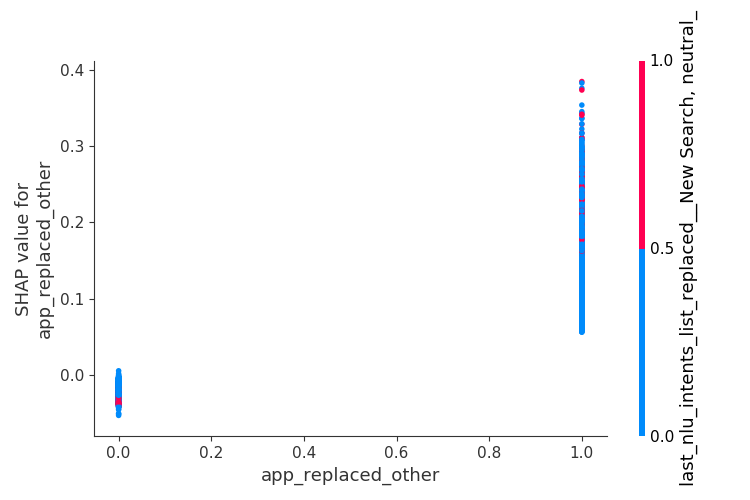 0.4
0.3
0.2
0.1
0.0
SHAP value for
app_replaced_other
0.0 0.2 0.4 0.6 0.8 1.0
app_replaced_other
1.0
0.5
0.0
last_nlu_intents_list_replaced__New Search, neutral_